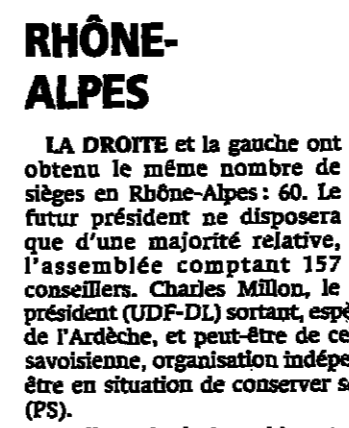 RHÔNE-
ALPES
LA DROITE et la gauche ont
obtenu le même nombre de
sièges en Rhône-Alpes : 60. Le
futur président ne disposera
que d'une majorité relative,
l'assemblée comptant 157
conseillers. Charles Millon, le
président (UDF-DL) sortant, espè
de l'Ardèche, et peut-être de ce
savoisienne, organisation indépe
être en situation de conserver s
(PS).